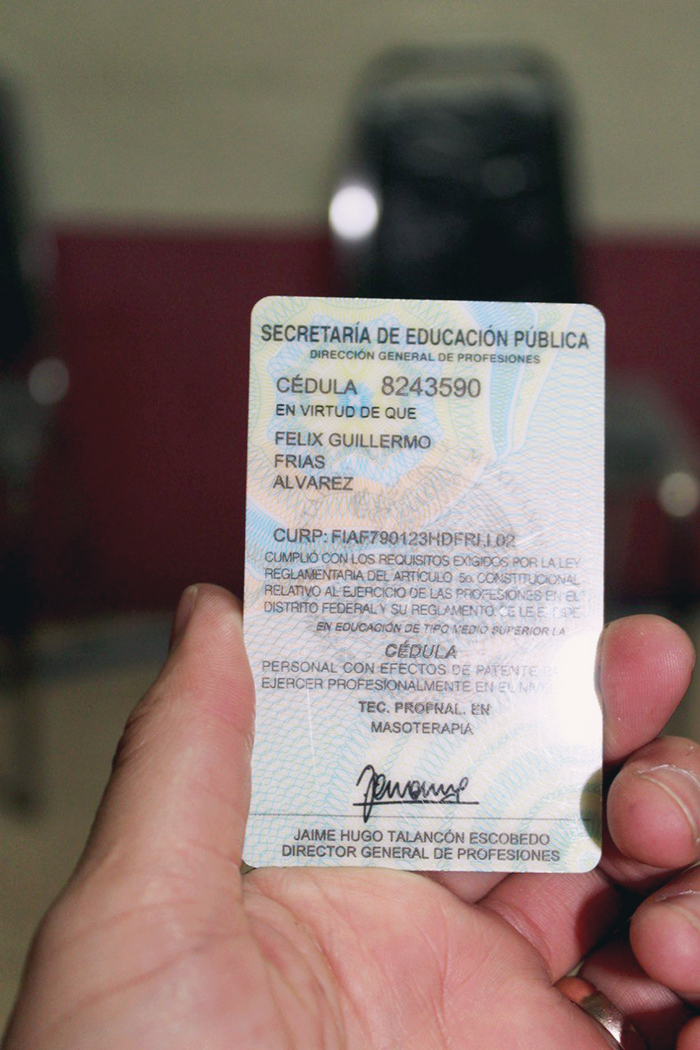 SECRETARÍA DE EDUCACIÓN PÚBLICA
DIRECCIÓN GENERAL DE PROFESIONES
CÉDULA 8243590
EN VIRTUD DE QUE
FELIX GUILLERMO
FRIAS
ALVAREZ
CURP: FIAF790123HDFRLL02
CUMPLIÓ CON LOS REQUISITOS EXIGIDOS POR LA LEY
REGLAMENTARIA DEL ARTÍCULO 5o. CONSTITUCIONAL
RELATIVO AL EJERCICIO DE LAS PROFESIONES EN EL
DISTRITO FEDERAL Y SU REGLAMENTO SE LE EXPIDE
EN EDUCACIÓN DE TIPO MEDIO SUPERIOR LA
CÉDULA
PERSONAL CON EFECTOS DE PATENTE
EJERCER PROFESIONALMENTE EN EL
TEC. PROFNAL. EN
MASOTERAPIA
JAIME HUGO TALANCÓN ESCOBEDO
DIRECTOR GENERAL DE PROFESIONES